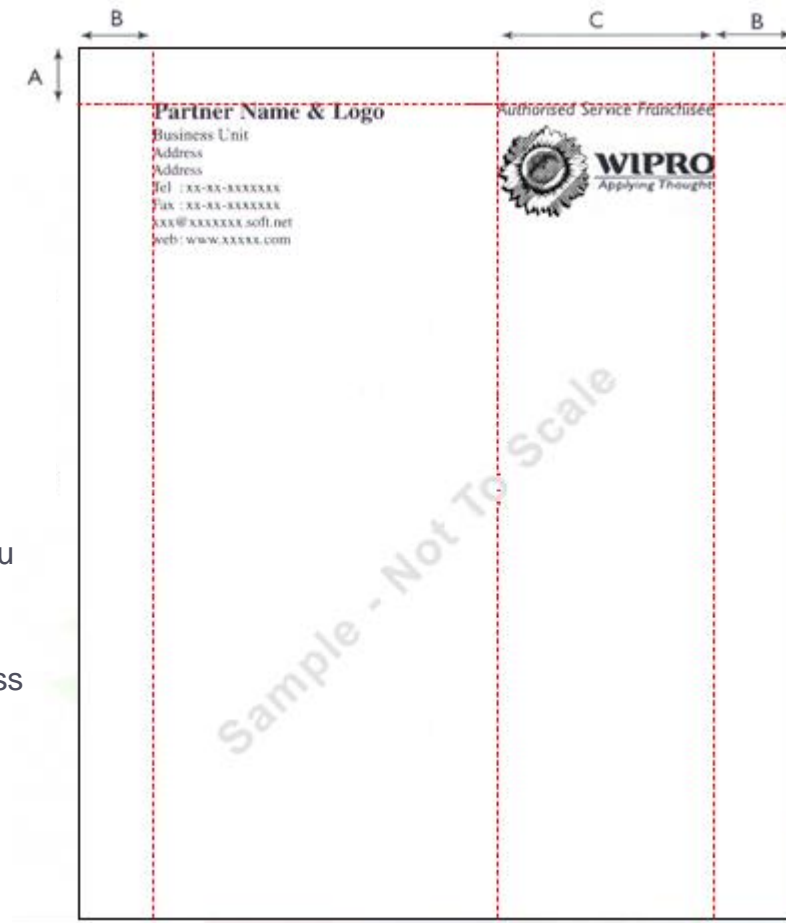 B
C
B
A
Partner Name & Logo
Business Unit
Address
Address
Tel : xx-xx-xxxxxxx
Fax : xx-xx-xxxxxxx
xxx@xxxxxxx.soft.net
web: www.xxxxx.com
Authorised Service Franchisee
WIPRO
Applying Thought
Sample - Not To Scale
u
ss